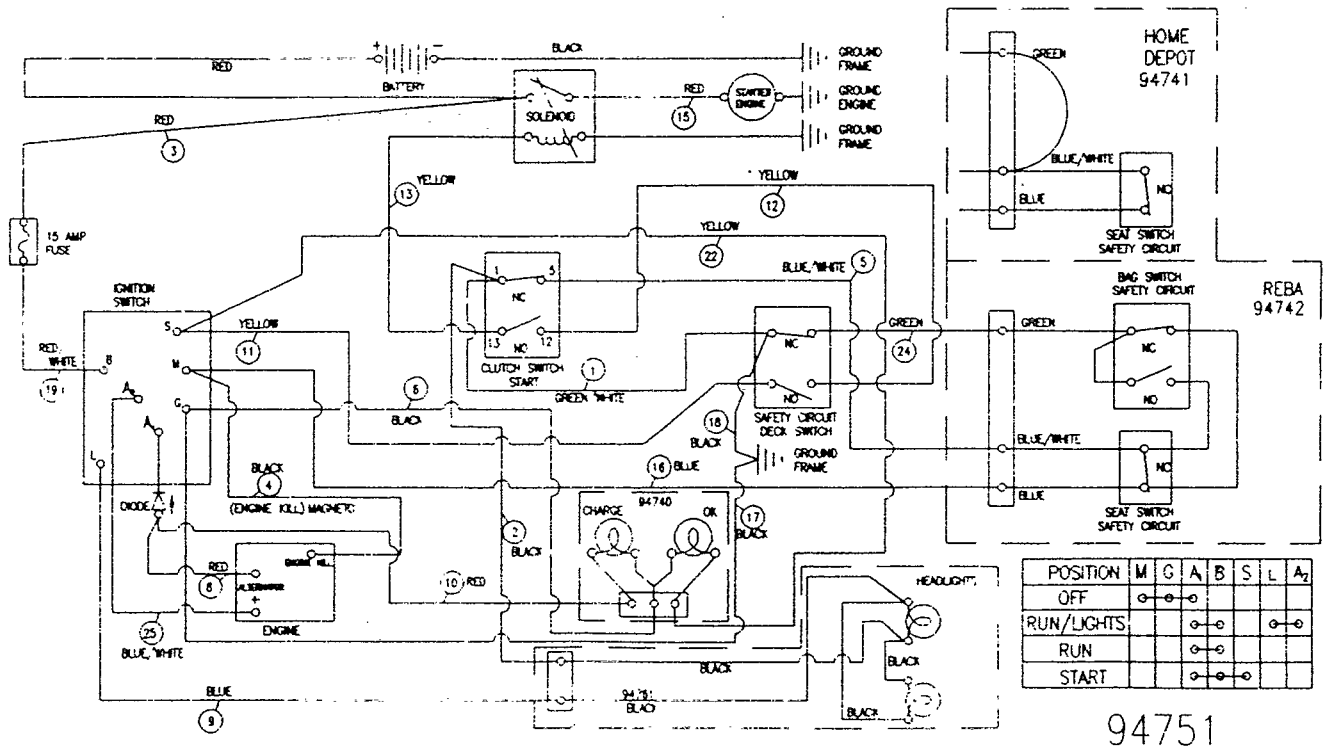 +
-
BATTERY
BLACK
GROUND
FRAME
RED
SOLENOID
RED
15
STARTER
ENGINE
GROUND
ENGINE
RED
3
GROUND
FRAME
HOME
DEPOT
94741
GREEN
BLUE/WHITE
BLUE
NC
SEAT SWITCH
SAFETY CIRCUIT
YELLOW
13
YELLOW
12
YELLOW
22
BLUE/WHITE
5
15 AMP
FUSE
1
5
NC
13
12
NO
CLUTCH SWITCH
START
IGNITION
SWITCH
S
B
M
A2
G
A1
L
YELLOW
11
RED
WHITE
19
6
BLACK
1
GREEN WHITE
NC
NO
SAFETY CIRCUIT
DECK SWITCH
GREEN
24
18
BLACK
GROUND
FRAME
BAG SWITCH
SAFETY CIRCUIT
REBA
94742
GREEN
NC
NO
BLUE/WHITE
BLUE
NC
SEAT SWITCH
SAFETY CIRCUIT
BLACK
4
(ENGINE KILL) MAGNETO
DIODE
16
BLUE
94740
CHARGE
OK
17
BLACK
2
BLACK
RED
8
ENGINE KILL
ALTERNATOR
+
ENGINE
10
RED
25
BLUE/WHITE
HEADLIGHTS
BLACK
BLACK
94751
BLACK
BLACK
BLUE
9
POSITION M G A1 B S L A2
OFF
RUN/LIGHTS
RUN
START
94751